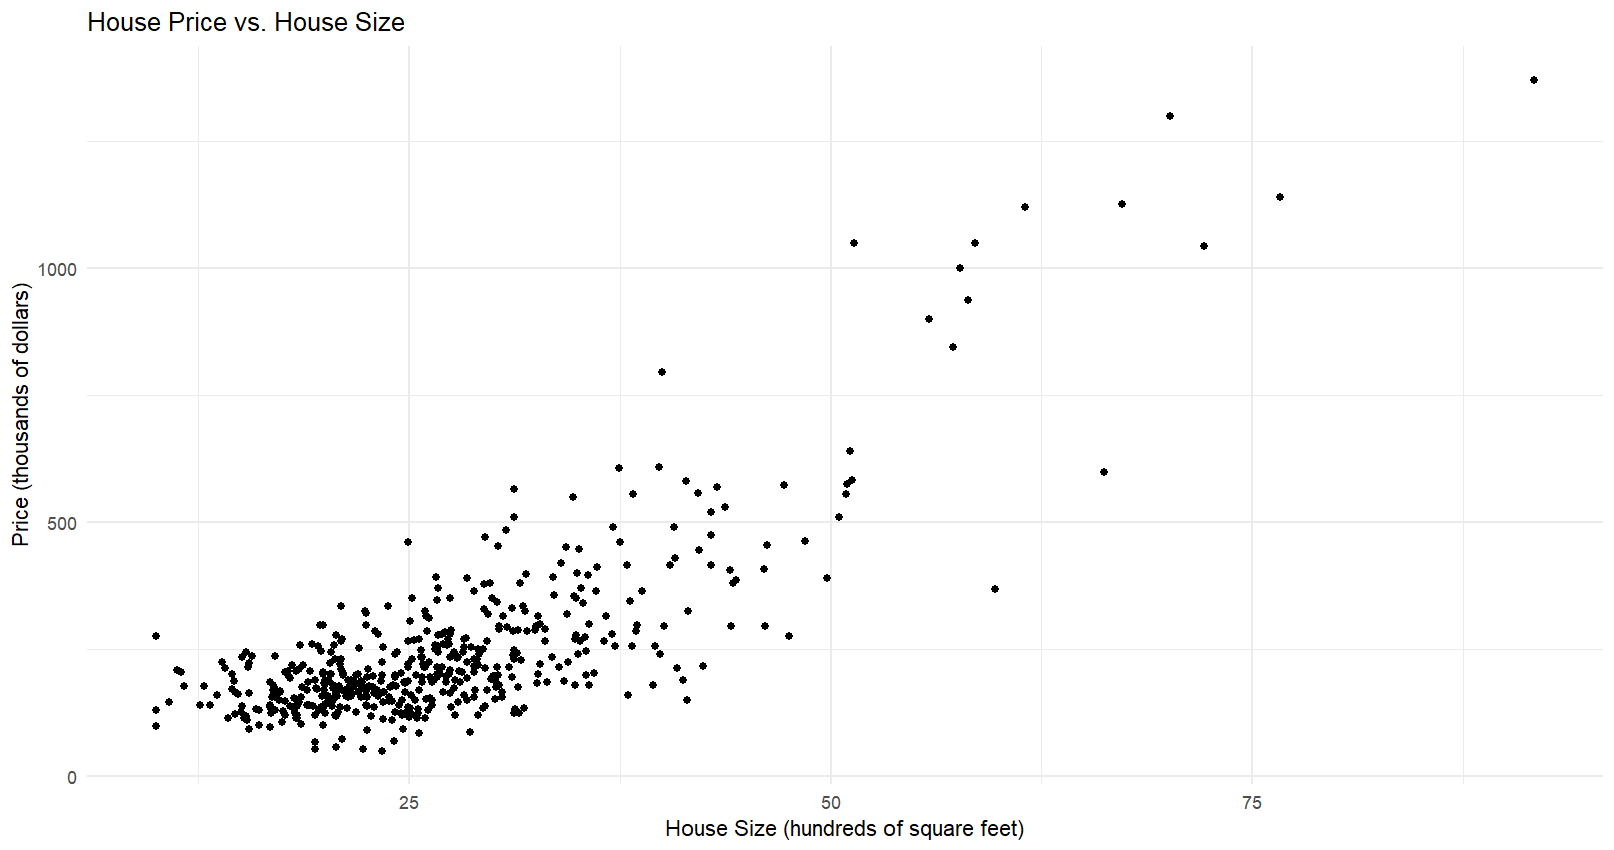 House Price vs. House Size
Price (thousands of dollars)
1000
500
0
25
50
75
House Size (hundreds of square feet)